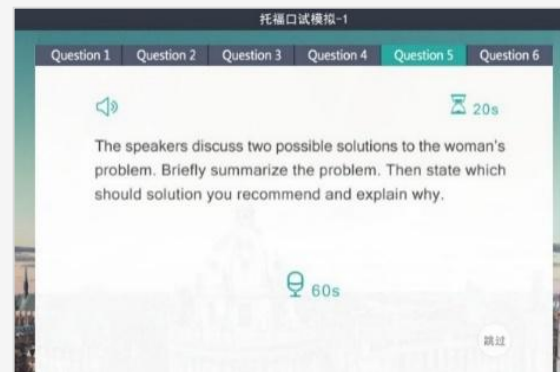 托福口试模拟-1
Question 1 Question 2 Question 3 Question 4 Question 5 Question 6
20s
The speakers discuss two possible solutions to the woman's
problem. Briefly summarize the problem. Then state which
should solution you recommend and explain why.
60s
跳过